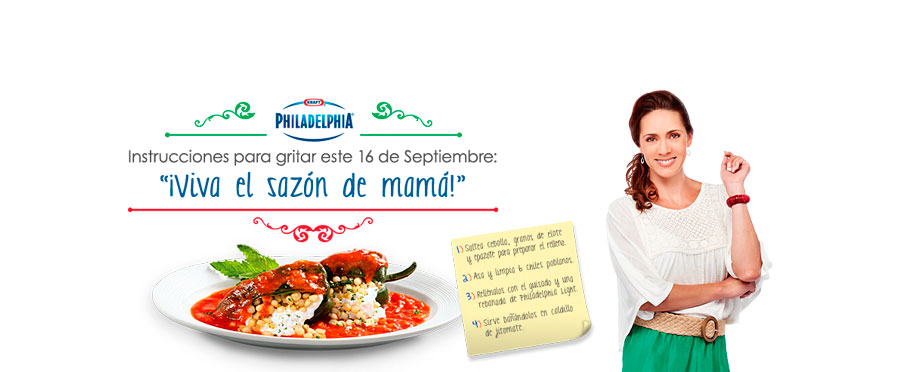 KRAFT
PHILADELPHIA
Instrucciones para gritar este 16 de Septiembre:
“¡Viva el sazón de mamá!”
1) Saltea cebolla, granos de elote
y epazote para preparar el relleno.
2) Asa y limpia 6 chiles poblanos.
3) Rellénalos con el guisado y una
rebanada de Philadelphia Light.
4) Sirve bañándolos en caldillo
de jitomate.